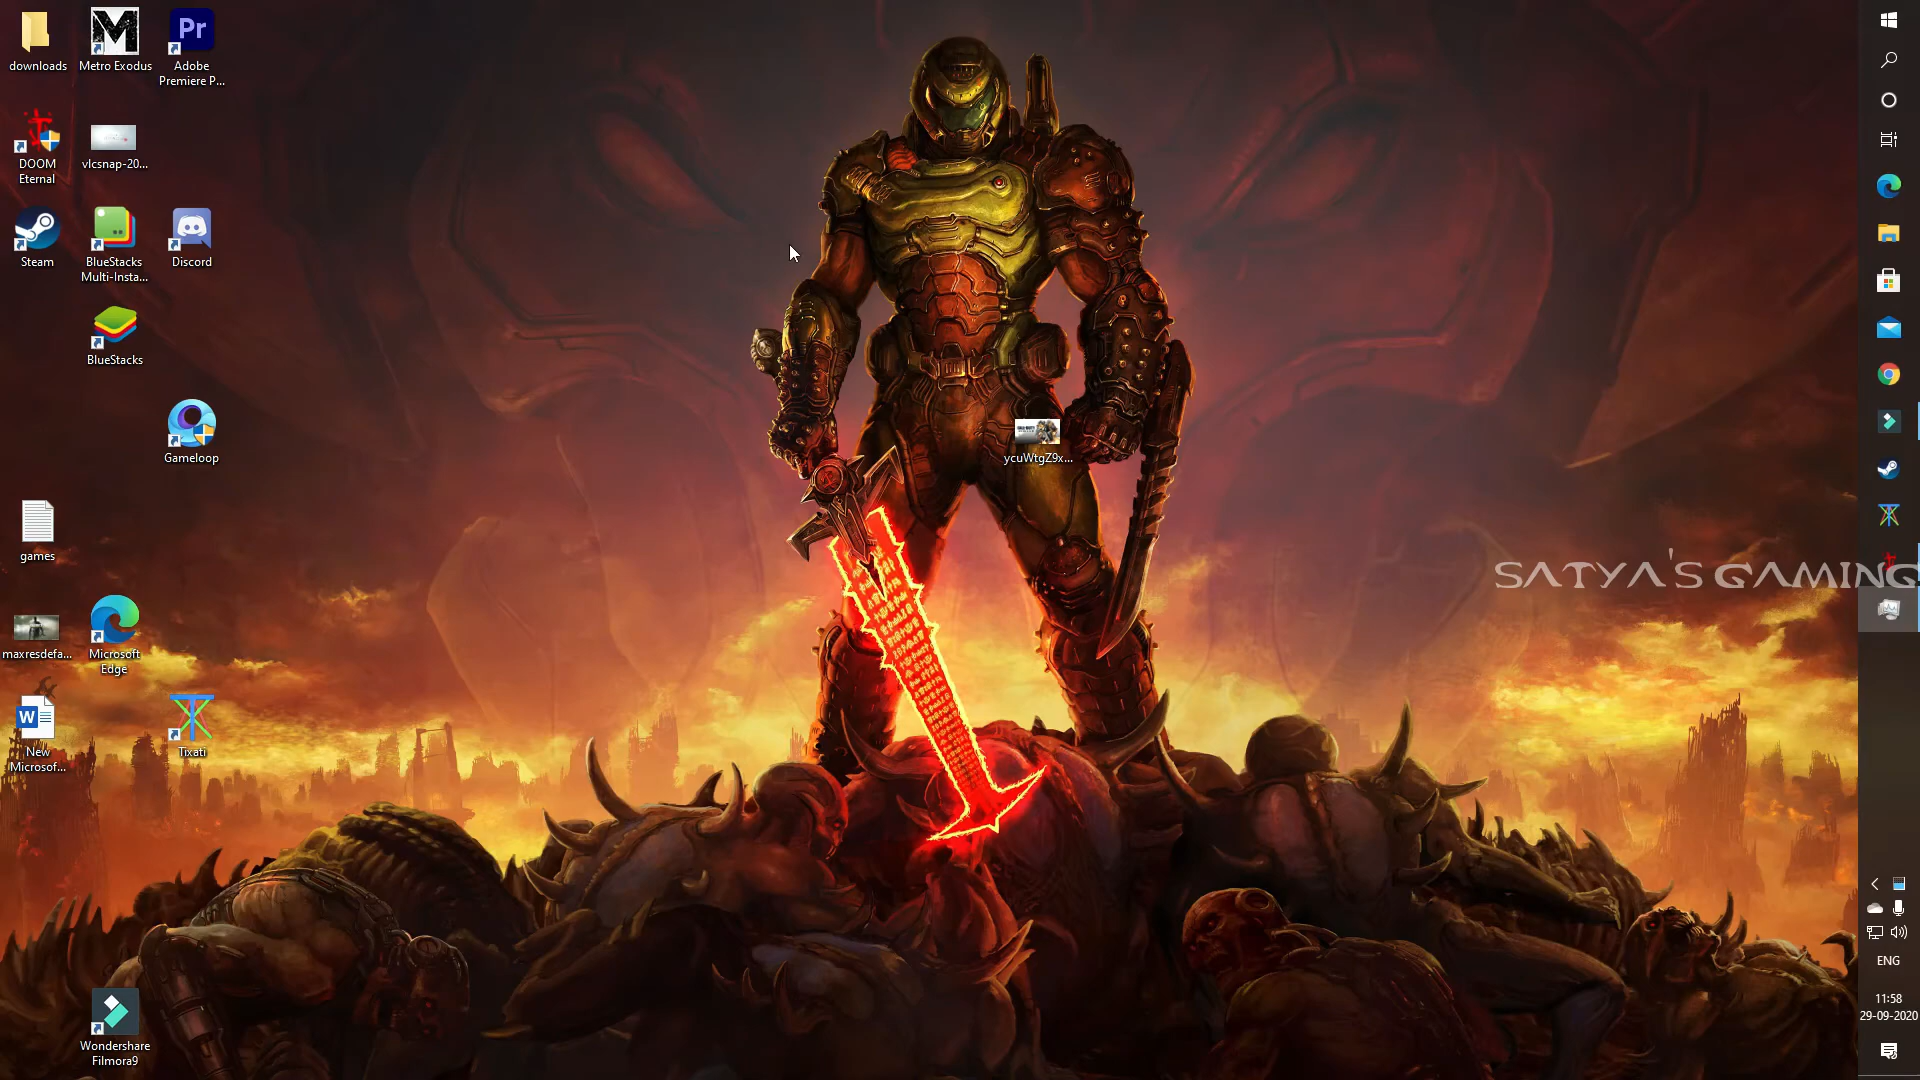 downloads
Metro Exodus
Adobe
Premiere P...
DOOM
Eternal
vlcsnap-20...
Steam
BlueStacks
Multi-Insta...
Discord
BlueStacks
Gameloop
ycuWtgZ9x...
games
SATYA'S GAMING
maxresdefa...
Microsoft
Edge
New
Microsof...
Tixati
Wondershare
Filmora9
ENG
11:58
29-09-2020